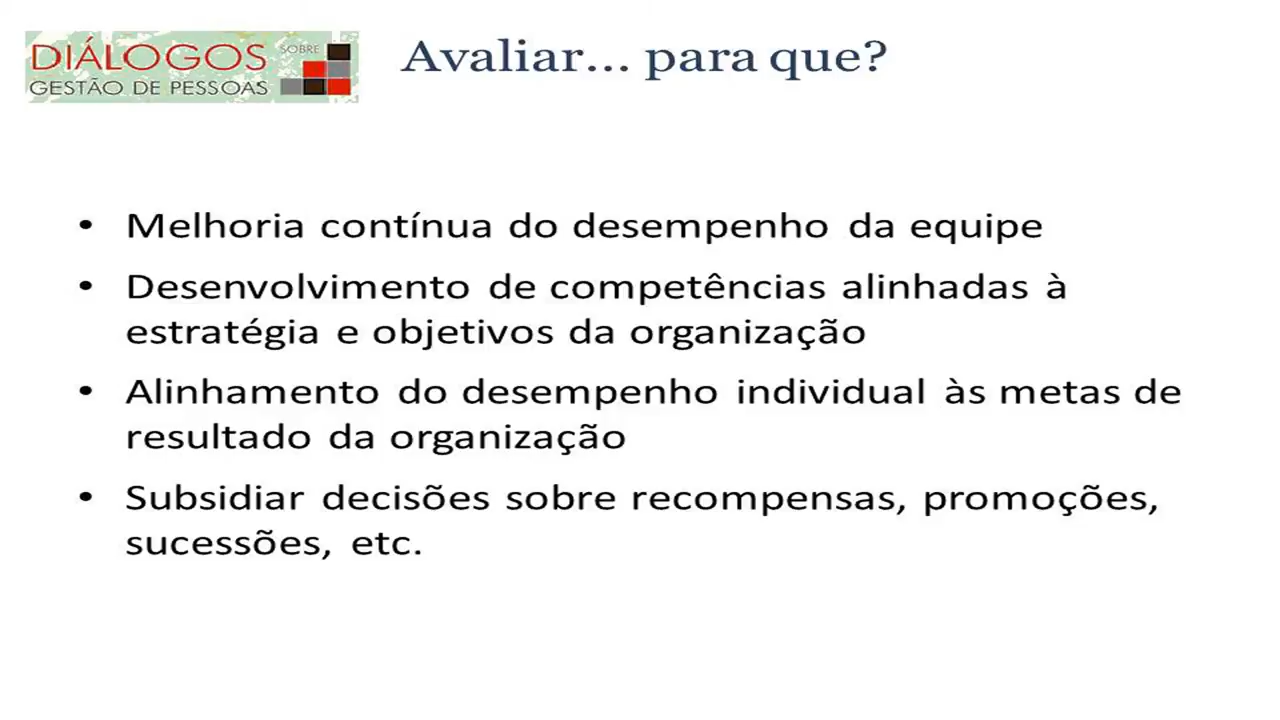 DIÁLOGOS SOBRE
GESTÃO DE PESSOAS
Avaliar... para que?
• Melhoria contínua do desempenho da equipe
• Desenvolvimento de competências alinhadas à
estratégia e objetivos da organização
• Alinhamento do desempenho individual às metas de
resultado da organização
• Subsidiar decisões sobre recompensas, promoções,
sucessões, etc.